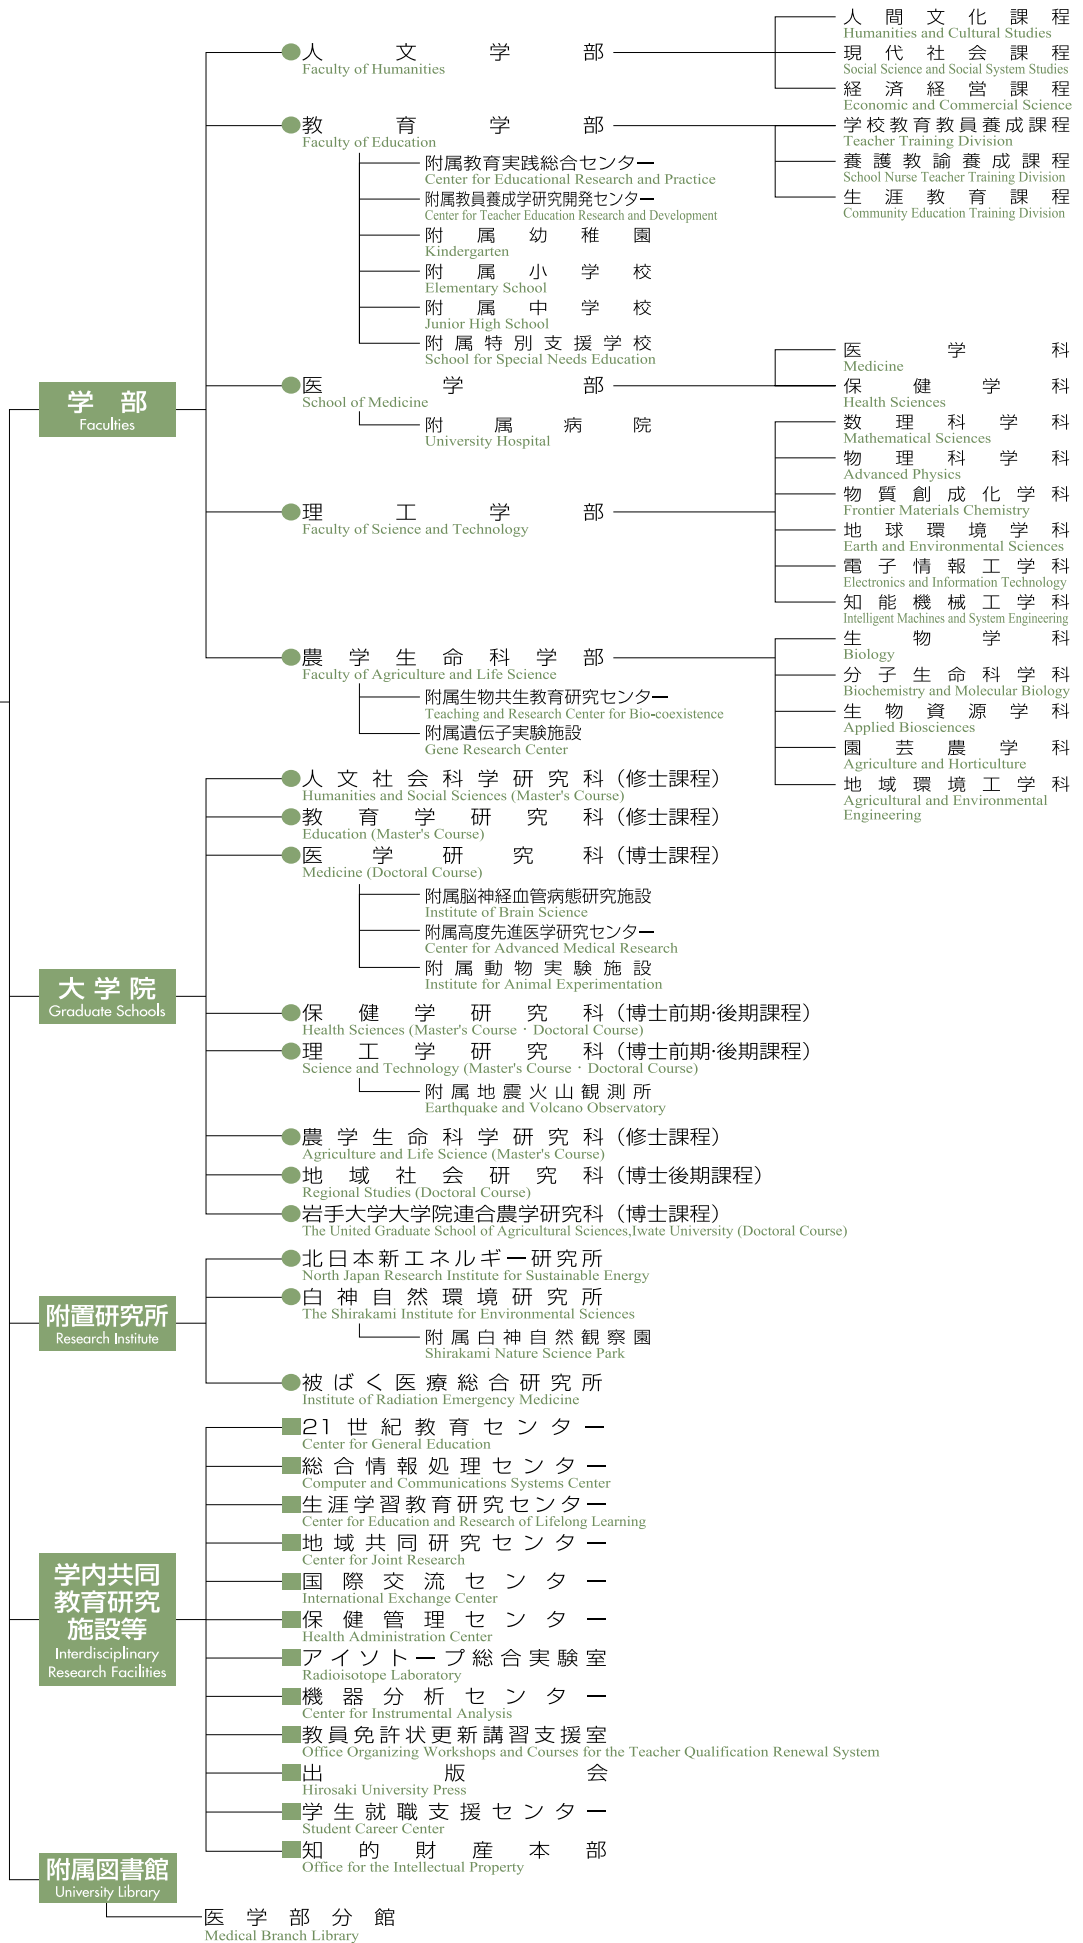 学部
Faculties
人文学部
Faculty of Humanities
人間文化課程
Humanities and Cultural Studies
現代社会課程
Social Science and Social System Studies
経済経営課程
Economic and Commercial Science
教育学部
Faculty of Education
学校教育教員養成課程
Teacher Training Division
養護教諭養成課程
School Nurse Teacher Training Division
生涯教育課程
Community Education Training Division
附属教育実践総合センター
Center for Educational Research and Practice
附属教員養成学研究開発センター
Center for Teacher Education Research and Development
附属幼稚園
Kindergarten
附属小学校
Elementary School
附属中学校
Junior High School
附属特別支援学校
School for Special Needs Education
医学部
School of Medicine
医学科
Medicine
保健学科
Health Sciences
附属病院
University Hospital
理工学部
Faculty of Science and Technology
数理科学科
Mathematical Sciences
物理科学科
Advanced Physics
物質創成化学科
Frontier Materials Chemistry
地球環境学科
Earth and Environmental Sciences
電子情報工学科
Electronics and Information Technology
知能機械工学科
Intelligent Machines and System Engineering
農学生命科学部
Faculty of Agriculture and Life Science
生物学科
Biology
分子生命科学科
Biochemistry and Molecular Biology
生物資源学科
Applied Biosciences
園芸農学科
Agriculture and Horticulture
地域環境工学科
Agricultural and Environmental
Engineering
附属生物共生教育研究センター
Teaching and Research Center for Bio-coexistence
附属遺伝子実験施設
Gene Research Center
大学院
Graduate Schools
人文社会科学研究科（修士課程）
Humanities and Social Sciences (Master's Course)
教育学研究科（修士課程）
Education (Master's Course)
医学研究科（博士課程）
Medicine (Doctoral Course)
附属脳神経血管病態研究施設
Institute of Brain Science
附属高度先進医学研究センター
Center for Advanced Medical Research
附属動物実験施設
Institute for Animal Experimentation
保健学研究科（博士前期・後期課程）
Health Sciences (Master's Course・Doctoral Course)
理工学研究科（博士前期・後期課程）
Science and Technology (Master's Course・Doctoral Course)
附属地震火山観測所
Earthquake and Volcano Observatory
農学生命科学研究科（修士課程）
Agriculture and Life Science (Master's Course)
地域社会研究科（博士後期課程）
Regional Studies (Doctoral Course)
岩手大学大学院連合農学研究科（博士課程）
The United Graduate School of Agricultural Sciences,Iwate University (Doctoral Course)
附置研究所
Research Institute
北日本新エネルギー研究所
North Japan Research Institute for Sustainable Energy
白神自然環境研究所
The Shirakami Institute for Environmental Sciences
附属白神自然観察園
Shirakami Nature Science Park
被ばく医療総合研究所
Institute of Radiation Emergency Medicine
学内共同
教育研究
施設等
Interdisciplinary
Research Facilities
21世紀教育センター
Center for General Education
総合情報処理センター
Computer and Communications Systems Center
生涯学習教育研究センター
Center for Education and Research of Lifelong Learning
地域共同研究センター
Center for Joint Research
国際交流センター
International Exchange Center
保健管理センター
Health Administration Center
アイソトープ総合実験室
Radioisotope Laboratory
機器分析センター
Center for Instrumental Analysis
教員免許状更新講習支援室
Office Organizing Workshops and Courses for the Teacher Qualification Renewal System
出版会
Hirosaki University Press
学生就職支援センター
Student Career Center
知的財産本部
Office for the Intellectual Property
附属図書館
University Library
医学部分館
Medical Branch Library